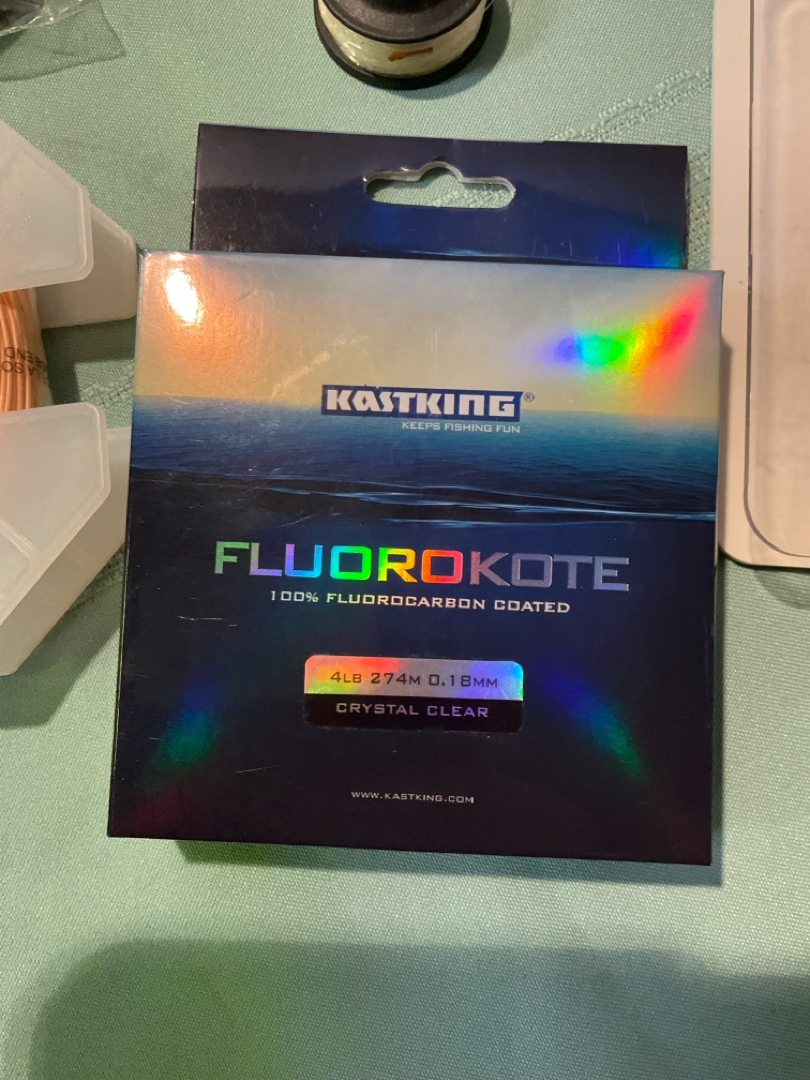 KASTKING®
KEEPS FISHING FUN
FLUOROKOTE
100% FLUOROCARBON COATED
4LB 274M 0.18MM
CRYSTAL CLEAR
WWW.KASTKING.COM